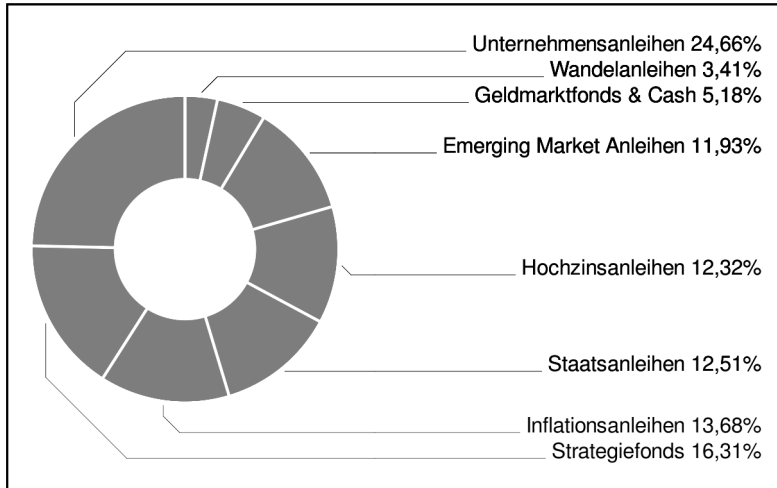 Unternehmensanleihen 24,66%
Wandelanleihen 3,41%
Geldmarktfonds & Cash 5,18%
Emerging Market Anleihen 11,93%
Hochzinsanleihen 12,32%
Staatsanleihen 12,51%
Inflationsanleihen 13,68%
Strategiefonds 16,31%